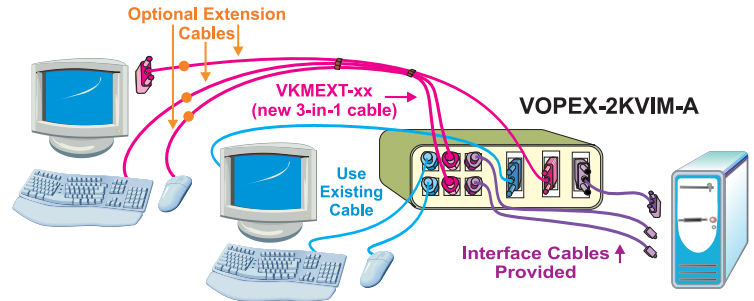 Optional Extension
Cables
VKMEXT-xx
(new 3-in-1 cable)
VOPEX-2KVIM-A
Use
Existing
Cable
Interface Cables
Provided